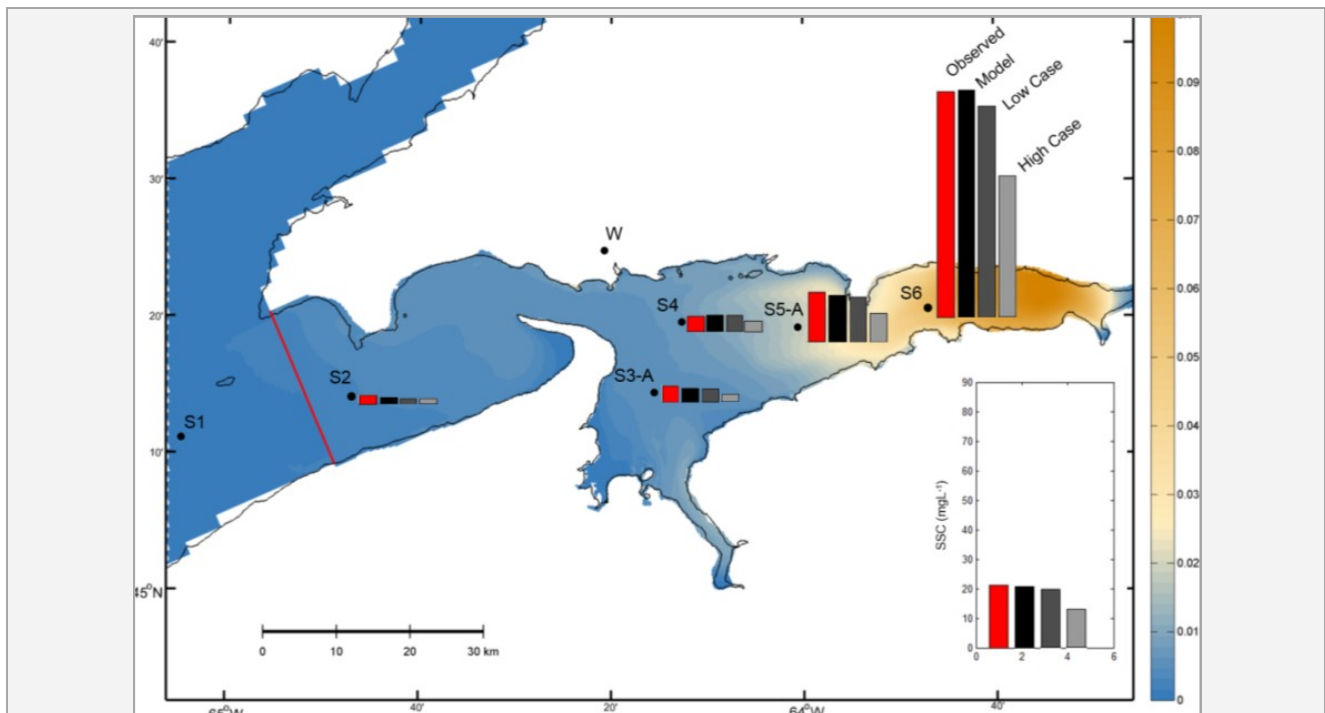 40'
30'
20'
10'
45°N
65°W
40'
20'
64°W
40'
Observed
Model
Low Case
High Case
W
S1
S2
S3-A
S4
S5-A
S6
0 10 20 30 km
SSC (mgL⁻¹)
90
80
70
60
50
40
30
20
10
0
0 2 4 6
0.09
0.08
0.07
0.06
0.05
0.04
0.03
0.02
0.01
0